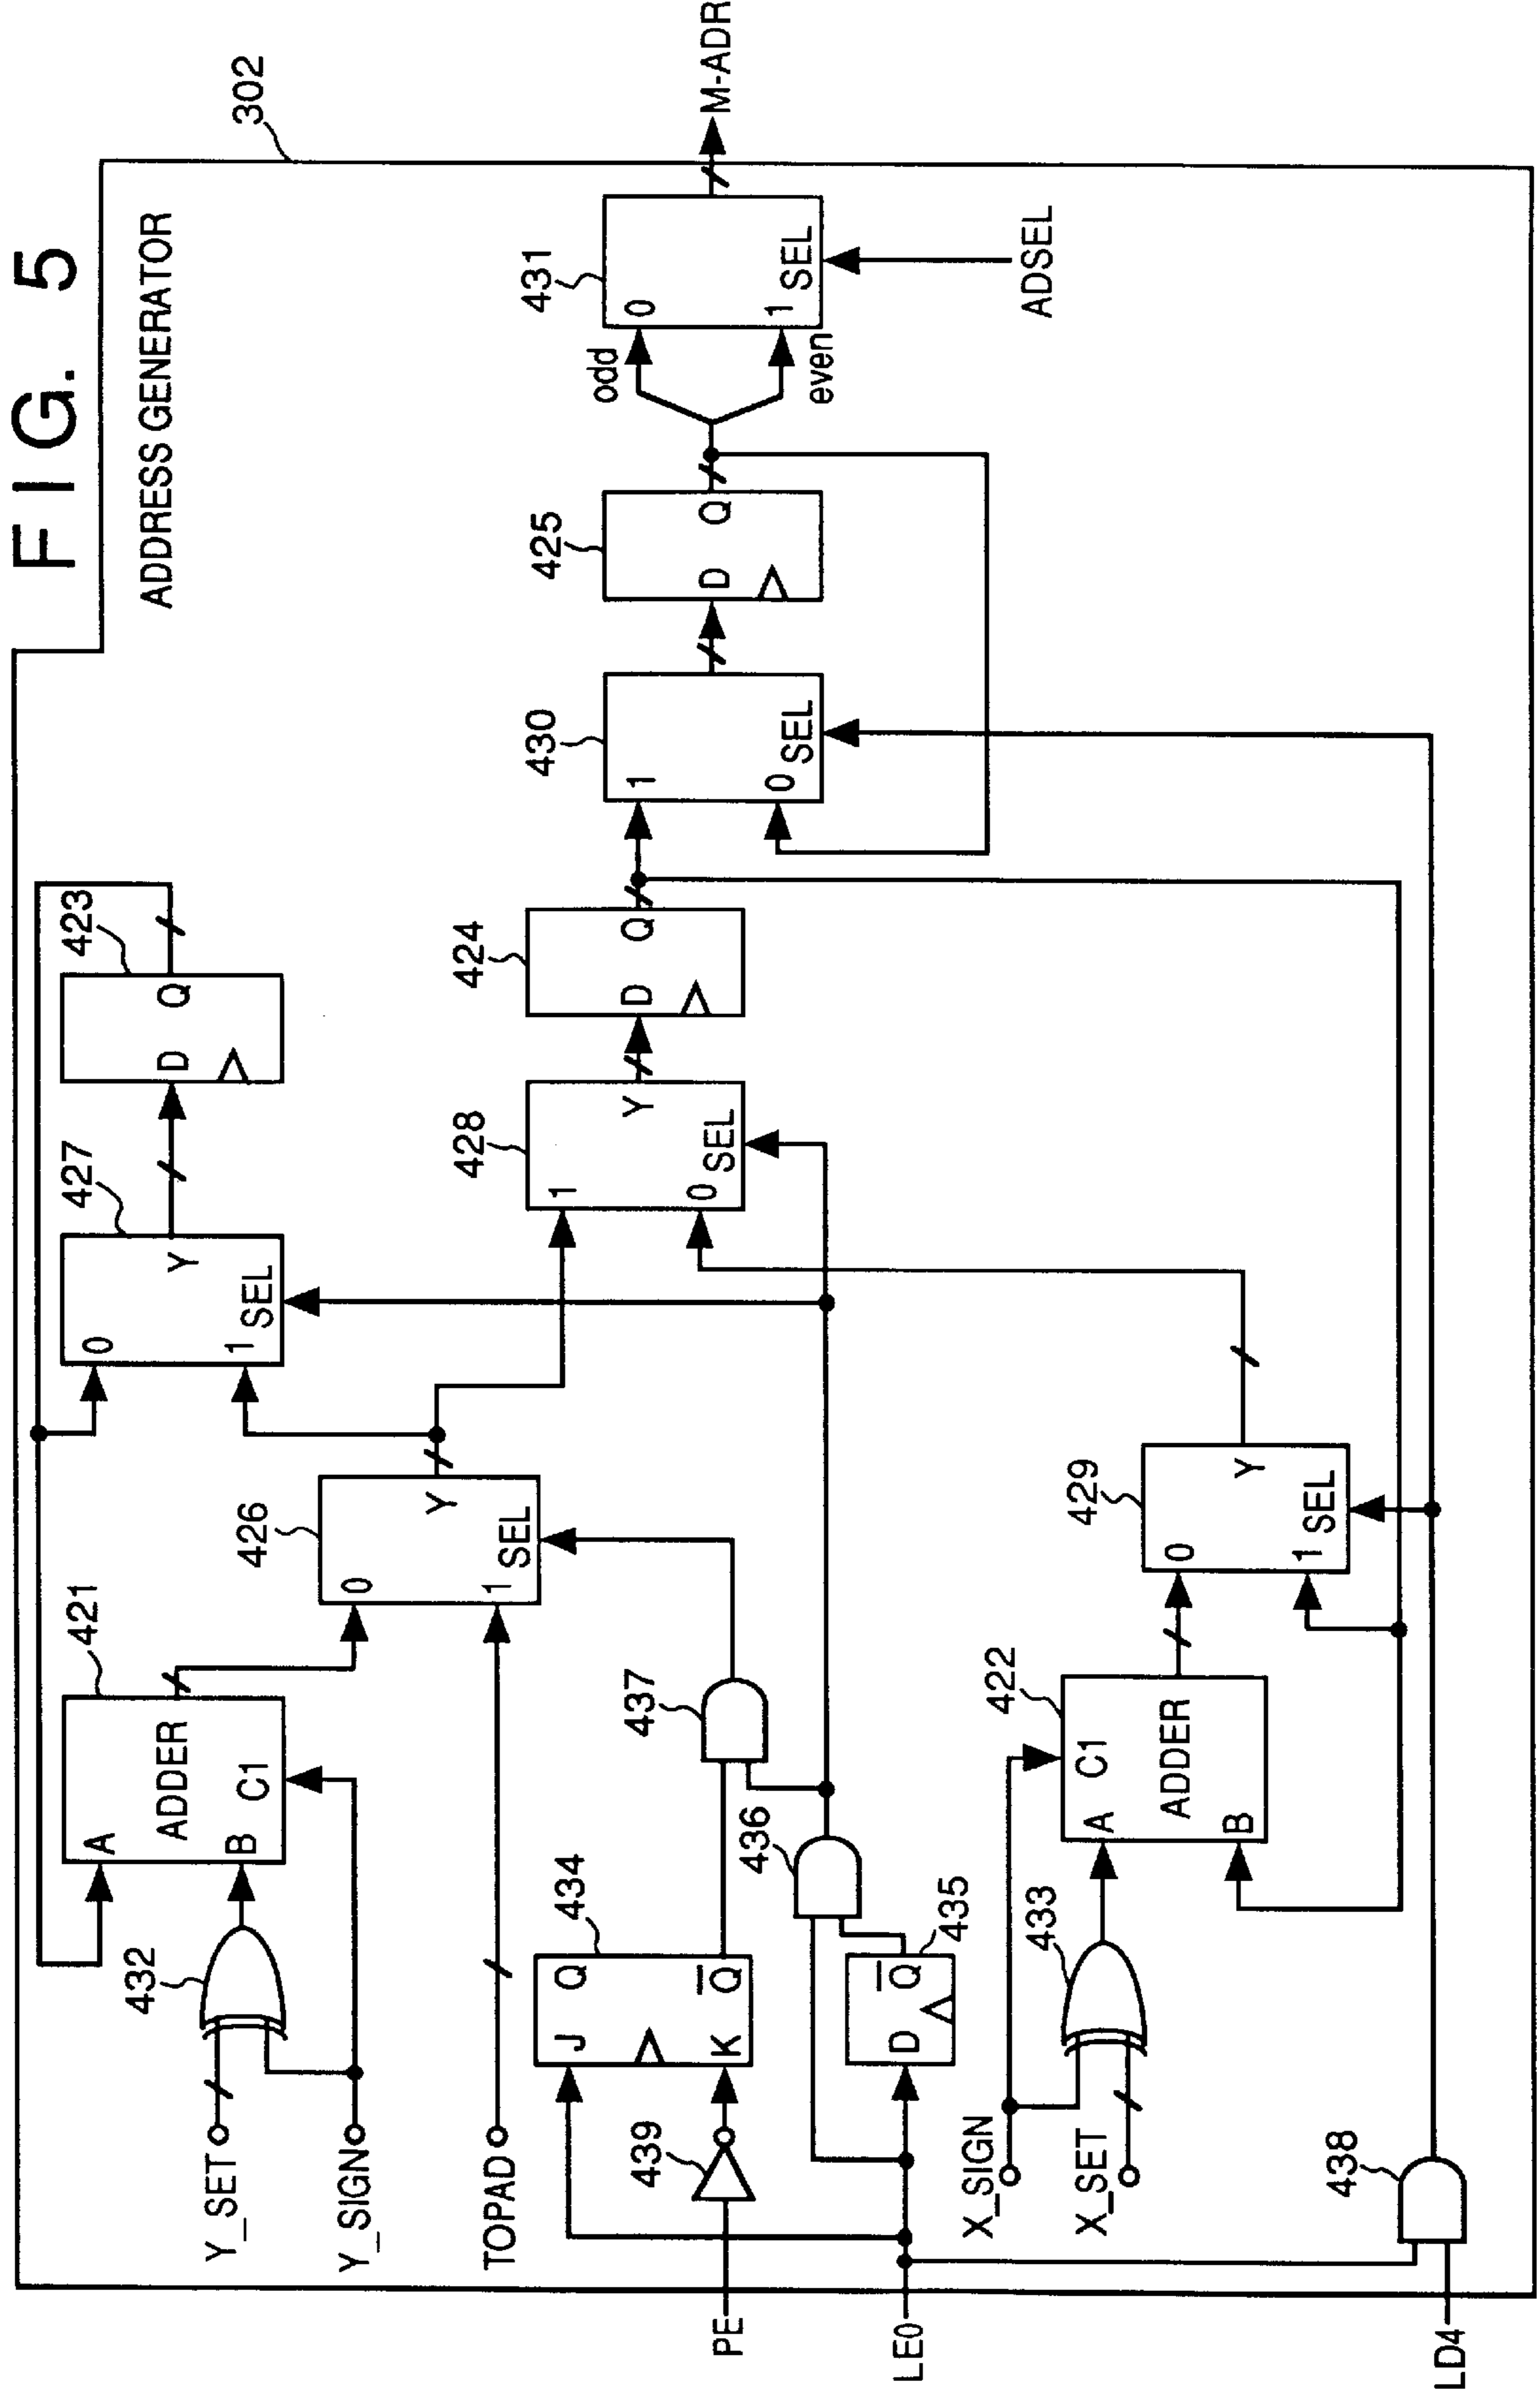 FIG. 5
ADDRESS GENERATOR
302
423
D Q
427
0
1
Y
SEL
421
A
B
ADDER
C1
432
Y_SET
Y_SIGN
426
0
1
Y
SEL
TOPAD
424
D Q
428
1
0
Y
SEL
430
1
0
SEL
425
D Q
odd
even
431
0
1
SEL
M-ADR
ADSEL
434
J Q
K Q̅
437
439
PE
436
435
D Q̅
LE0
429
0
1
Y
SEL
422
A
B
C1
ADDER
433
X_SIGN
X_SET
438
LD4